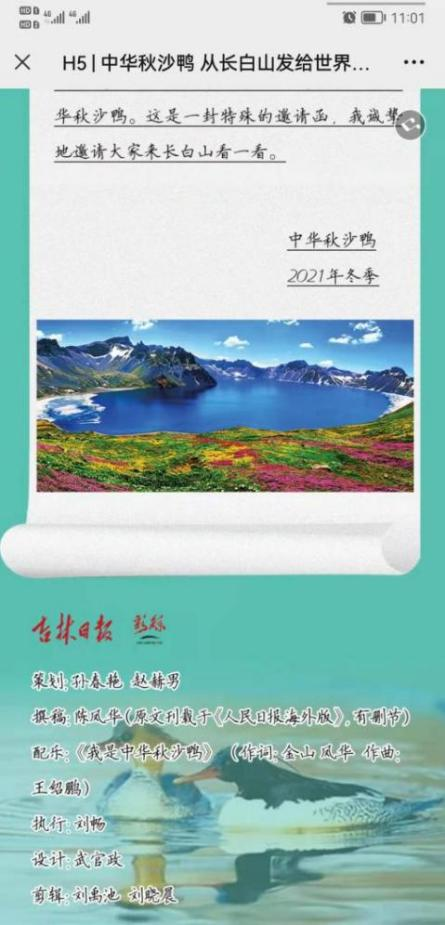 11:01
H5 | 中华秋沙鸭 从长白山发给世界...
华秋沙鸭。这是一封特殊的邀请函，我诚挚
地邀请大家来长白山看一看。
中华秋沙鸭
2021年冬季
吉林日报 彩练
策划：孙春艳 赵赫男
撰稿：陈凤华（原文刊载于《人民日报海外版》，有删节）
配乐：《我是中华秋沙鸭》（作词：金山 风华 作曲：
王绍鹏）
执行：刘畅
设计：武官政
剪辑：刘禹池 刘晓晨